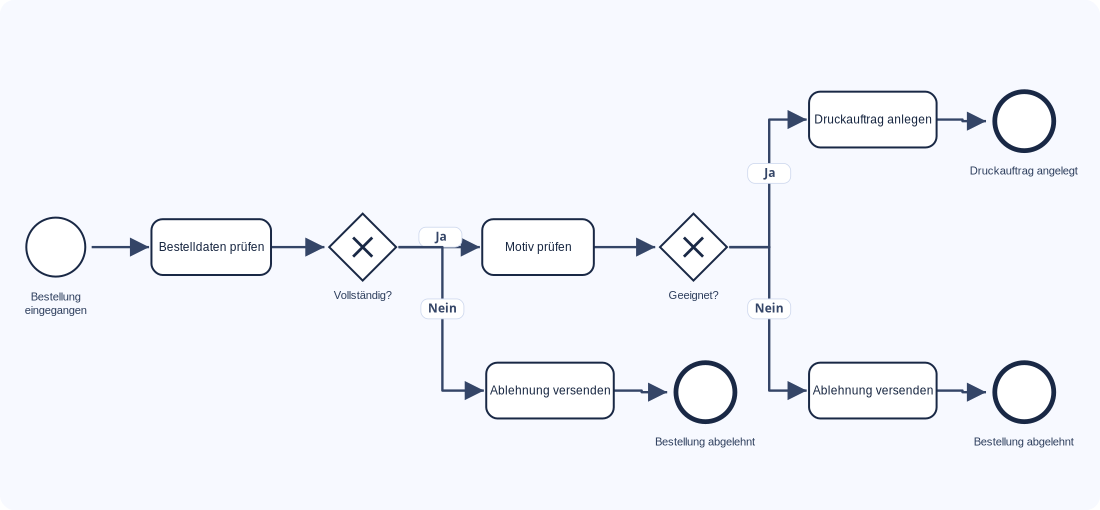 Druckauftrag anlegen
Druckauftrag angelegt
Ja
Bestelldaten prüfen
Ja
Motiv prüfen
Bestellung
eingegangen
Vollständig?
Geeignet?
Nein
Nein
Ablehnung versenden
Ablehnung versenden
Bestellung abgelehnt
Bestellung abgelehnt